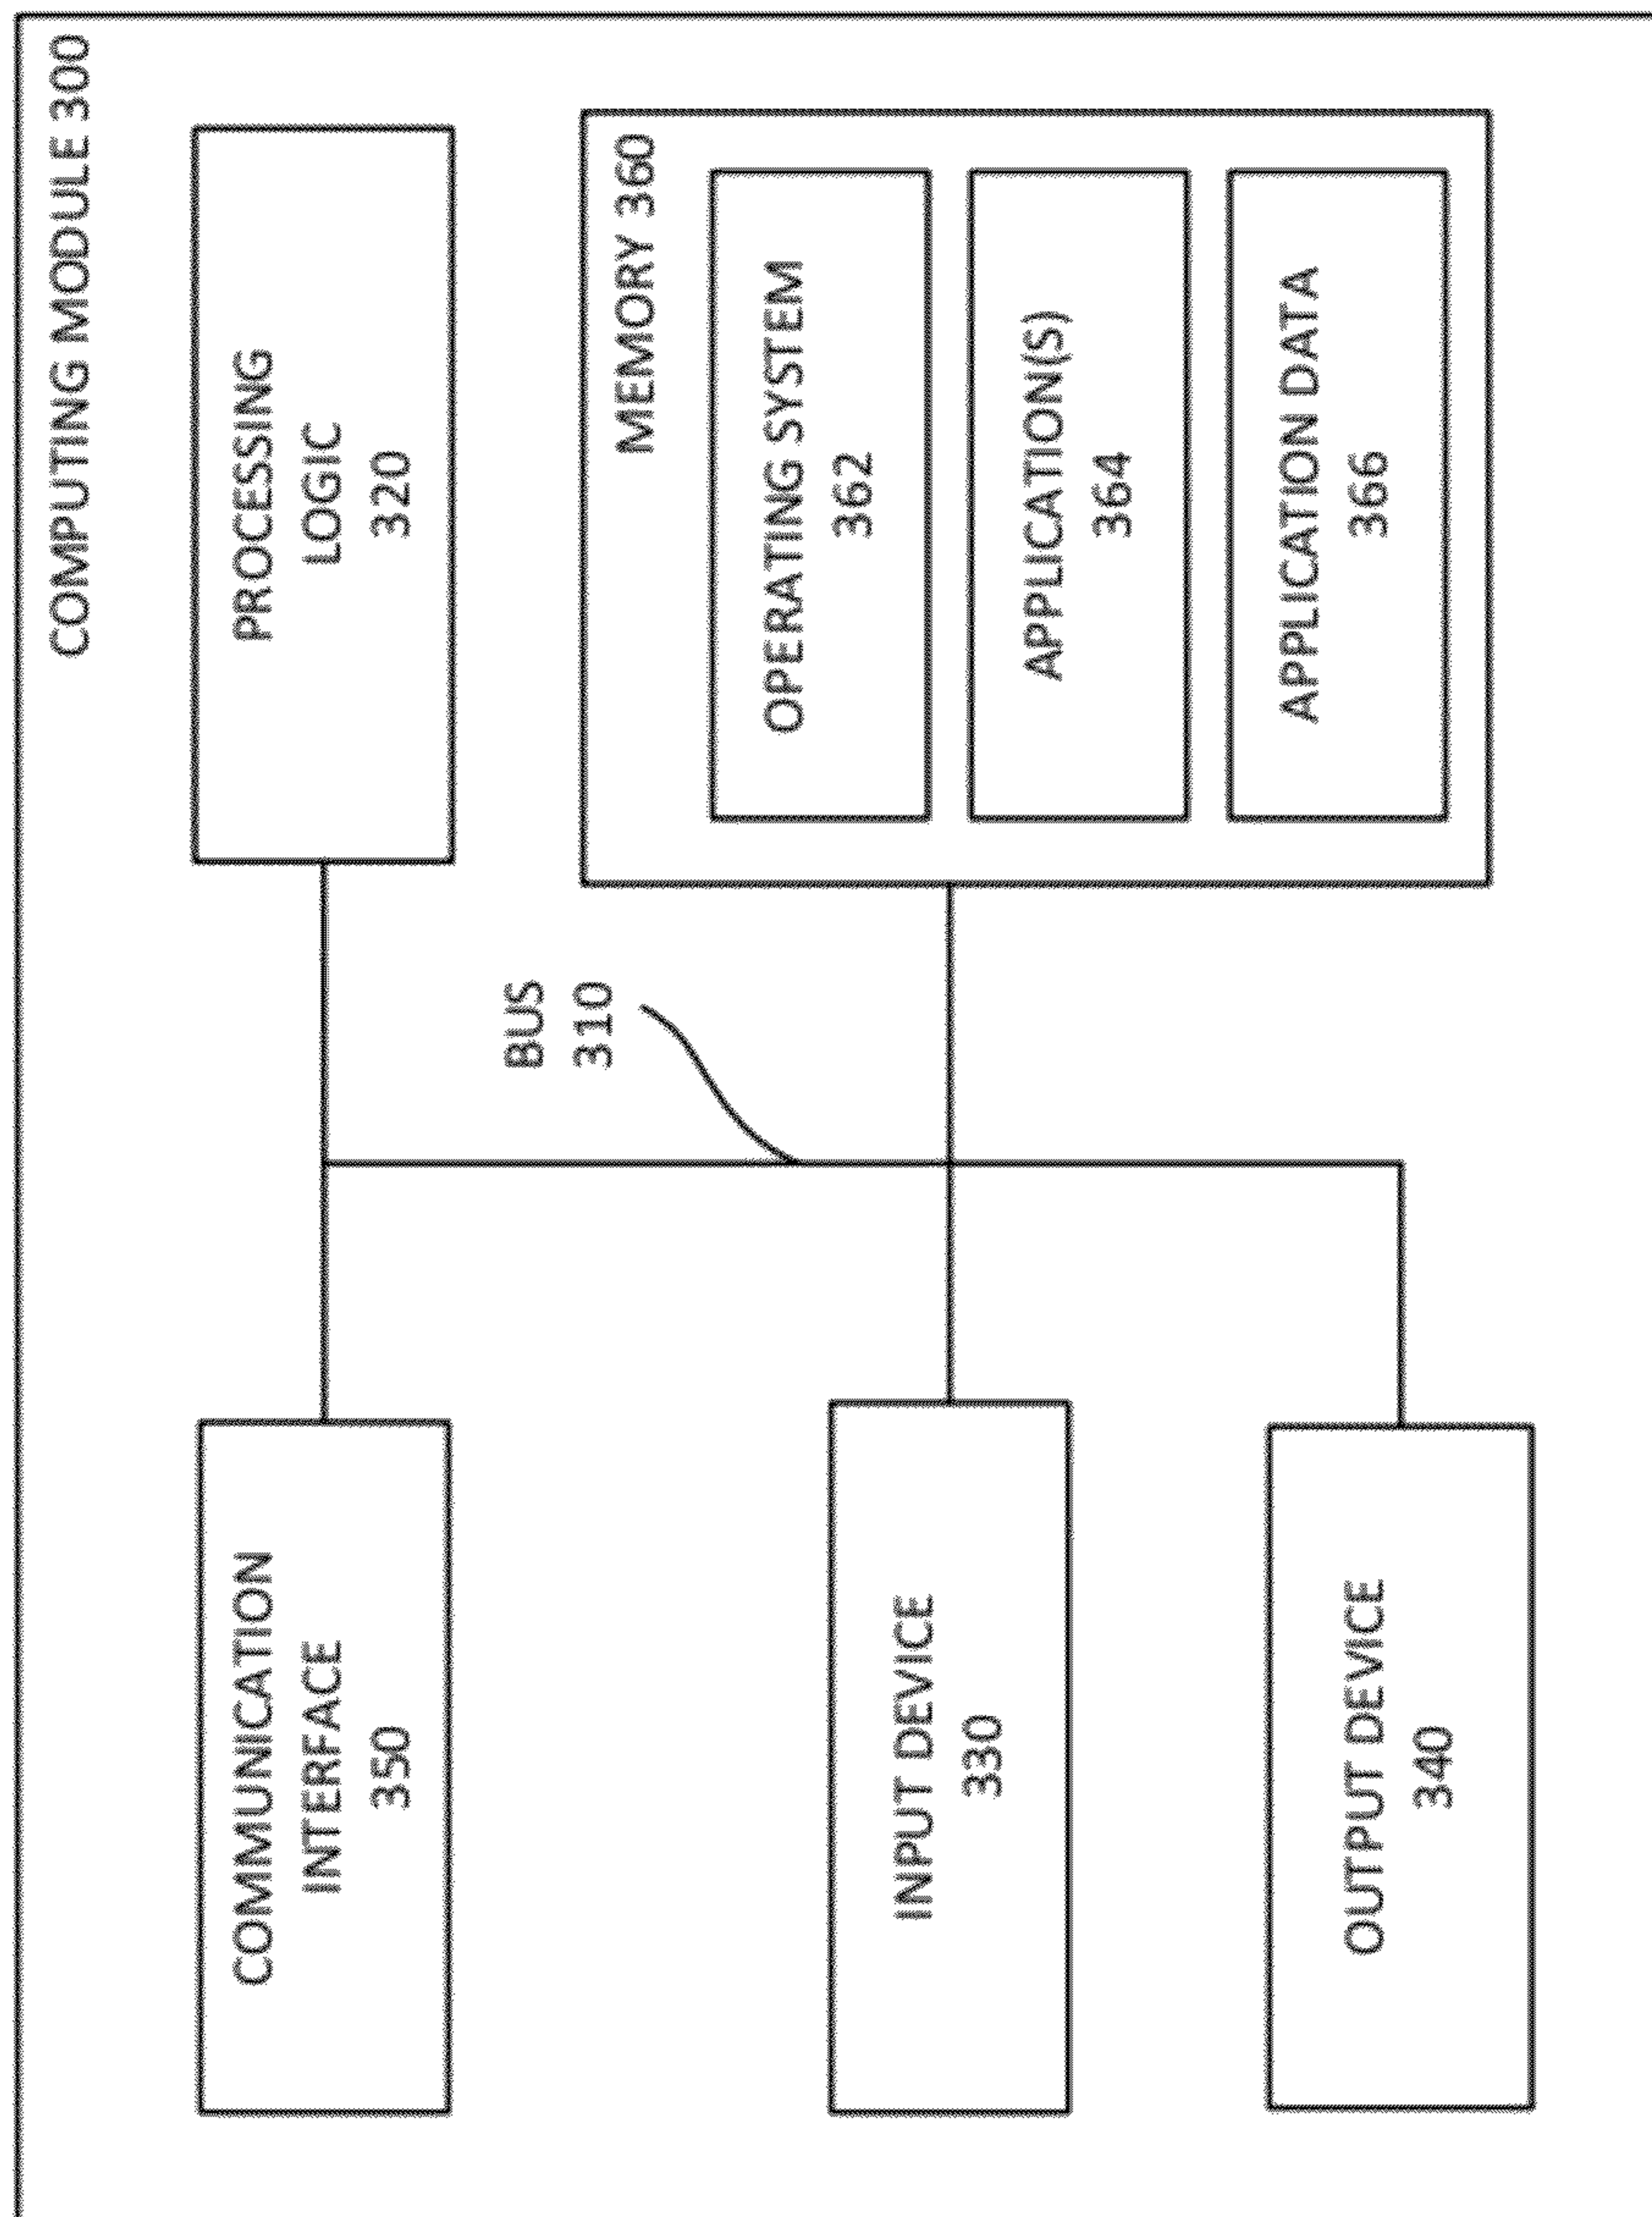 COMPUTING MODULE 300
COMMUNICATION
INTERFACE
350
PROCESSING
LOGIC
320
BUS
310
MEMORY 360
OPERATING SYSTEM
362
APPLICATION(S)
364
APPLICATION DATA
366
INPUT DEVICE
330
OUTPUT DEVICE
340